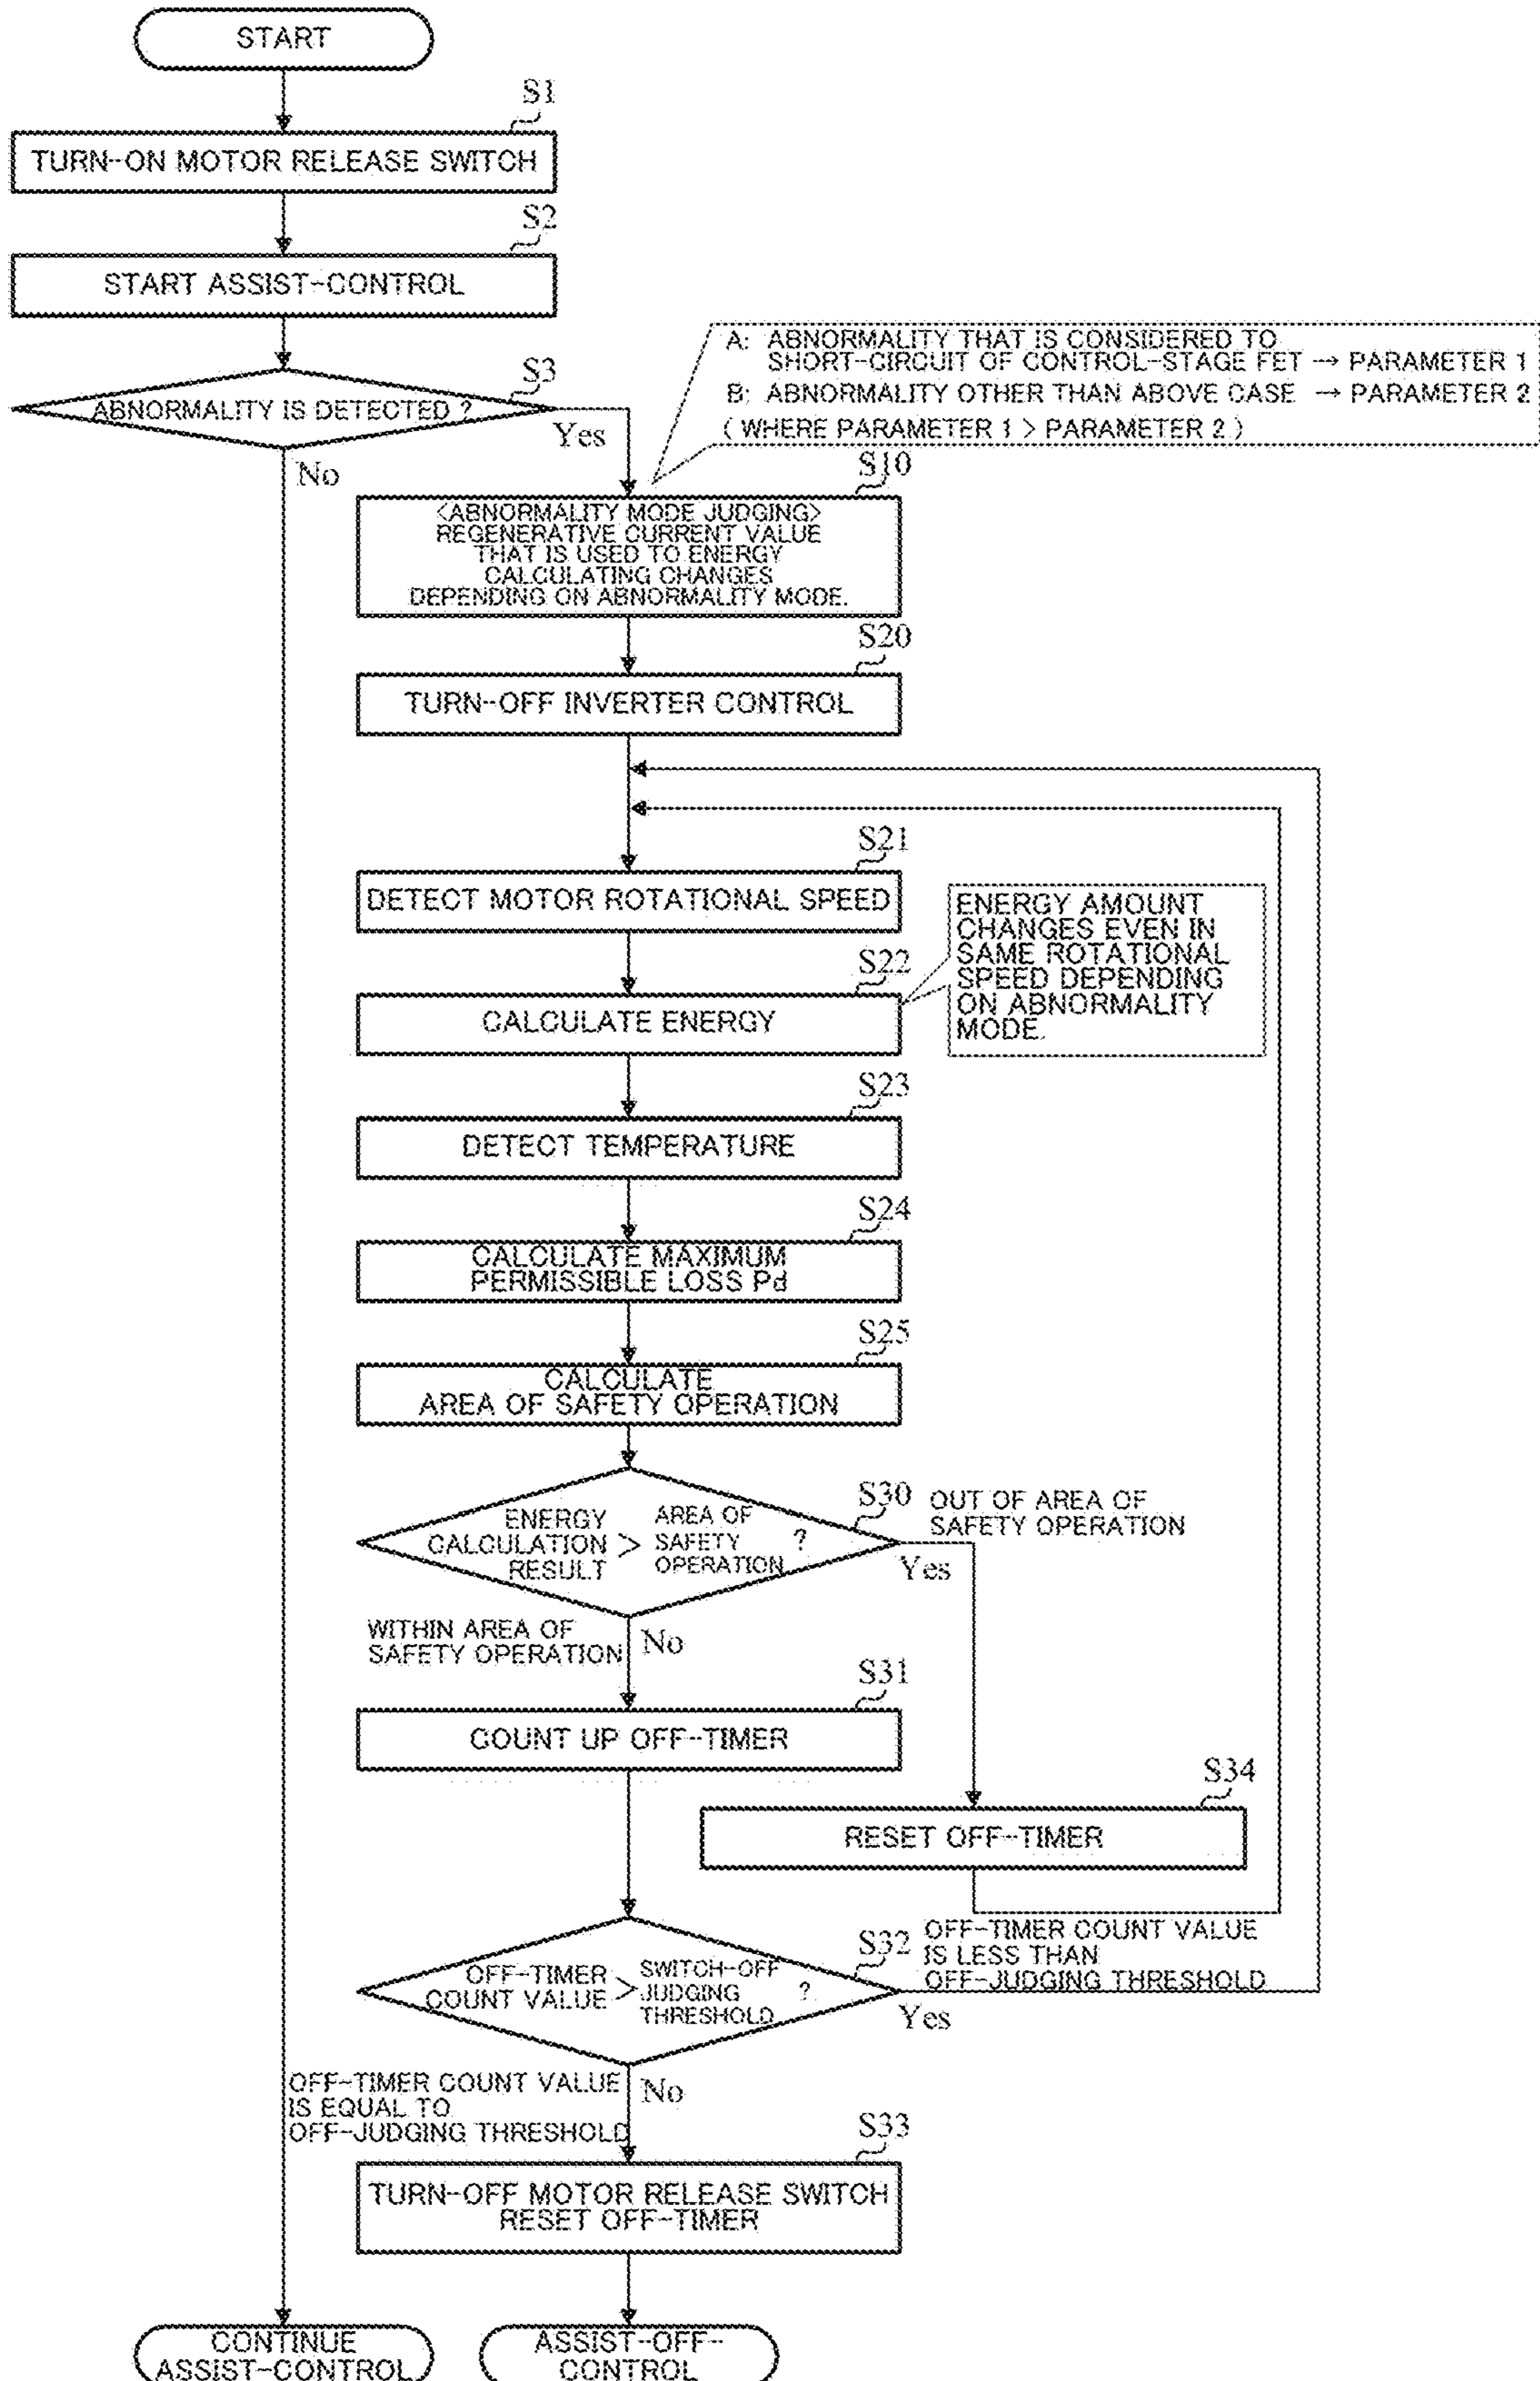 START
S1
TURN-ON MOTOR RELEASE SWITCH
S2
START ASSIST-CONTROL
S3
ABNORMALITY IS DETECTED ?
Yes
No
A: ABNORMALITY THAT IS CONSIDERED TO
SHORT-CIRCUIT OF CONTROL-STAGE FET → PARAMETER 1
B: ABNORMALITY OTHER THAN ABOVE CASE → PARAMETER 2
( WHERE PARAMETER 1 > PARAMETER 2 )
S10
<ABNORMALITY MODE JUDGING>
REGENERATIVE CURRENT VALUE
THAT IS USED TO ENERGY
CALCULATING CHANGES
DEPENDING ON ABNORMALITY MODE.
S20
TURN-OFF INVERTER CONTROL
S21
DETECT MOTOR ROTATIONAL SPEED
S22
CALCULATE ENERGY
ENERGY AMOUNT
CHANGES EVEN IN
SAME ROTATIONAL
SPEED DEPENDING
ON ABNORMALITY
MODE.
S23
DETECT TEMPERATURE
S24
CALCULATE MAXIMUM
PERMISSIBLE LOSS Pd
S25
CALCULATE
AREA OF SAFETY OPERATION
S30
ENERGY
CALCULATION
RESULT
>
AREA OF
SAFETY
OPERATION
?
OUT OF AREA OF
SAFETY OPERATION
Yes
WITHIN AREA OF
SAFETY OPERATION
No
S31
COUNT UP OFF-TIMER
S34
RESET OFF-TIMER
S32
OFF-TIMER
COUNT VALUE
>
SWITCH-OFF
JUDGING
THRESHOLD
?
OFF-TIMER COUNT VALUE
IS LESS THAN
OFF-JUDGING THRESHOLD
Yes
OFF-TIMER COUNT VALUE
IS EQUAL TO
OFF-JUDGING THRESHOLD
No
S33
TURN-OFF MOTOR RELEASE SWITCH
RESET OFF-TIMER
CONTINUE
ASSIST-CONTROL
ASSIST-OFF-
CONTROL